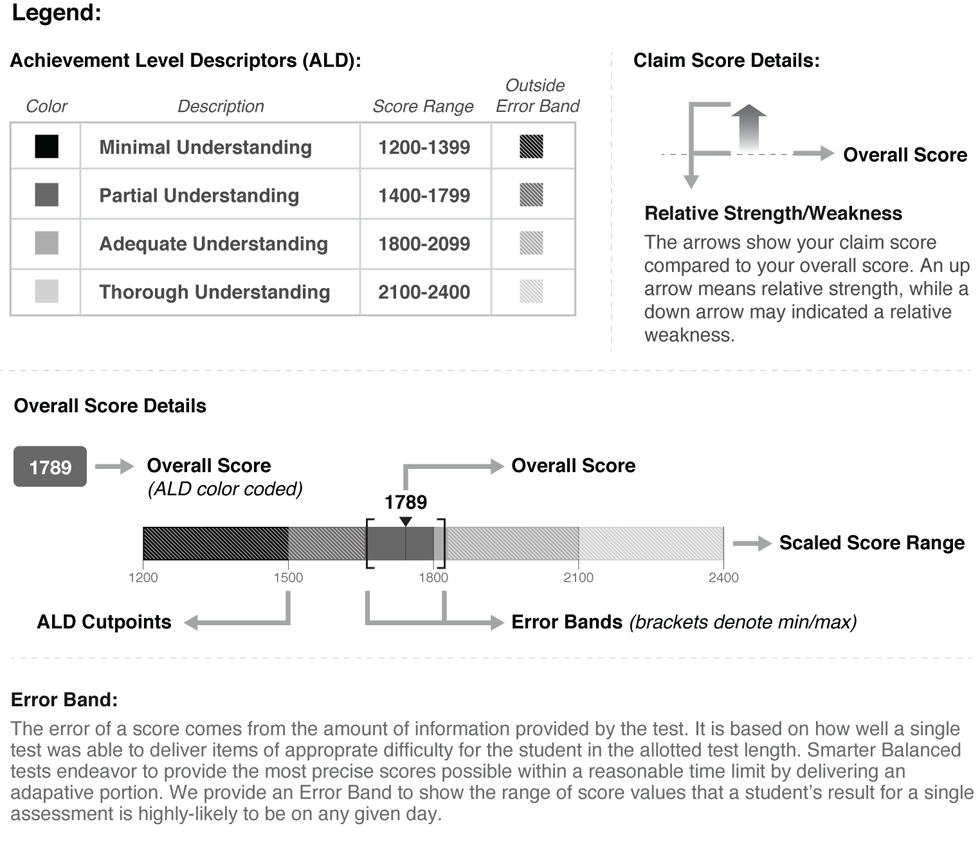 Legend:
Achievement Level Descriptors (ALD):
Color Description Score Range Outside Error Band
Minimal Understanding 1200-1399
Partial Understanding 1400-1799
Adequate Understanding 1800-2099
Thorough Understanding 2100-2400
Claim Score Details:
Overall Score
Relative Strength/Weakness
The arrows show your claim score
compared to your overall score. An up
arrow means relative strength, while a
down arrow may indicated a relative
weakness.
Overall Score Details
1789
Overall Score
(ALD color coded)
Overall Score
1789
Scaled Score Range
1200 1500 1800 2100 2400
ALD Cutpoints
Error Bands (brackets denote min/max)
Error Band:
The error of a score comes from the amount of information provided by the test. It is based on how well a single
test was able to deliver items of approprate difficulty for the student in the allotted test length. Smarter Balanced
tests endeavor to provide the most precise scores possible within a reasonable time limit by delivering an
adapative portion. We provide an Error Band to show the range of score values that a student's result for a single
assessment is highly-likely to be on any given day.